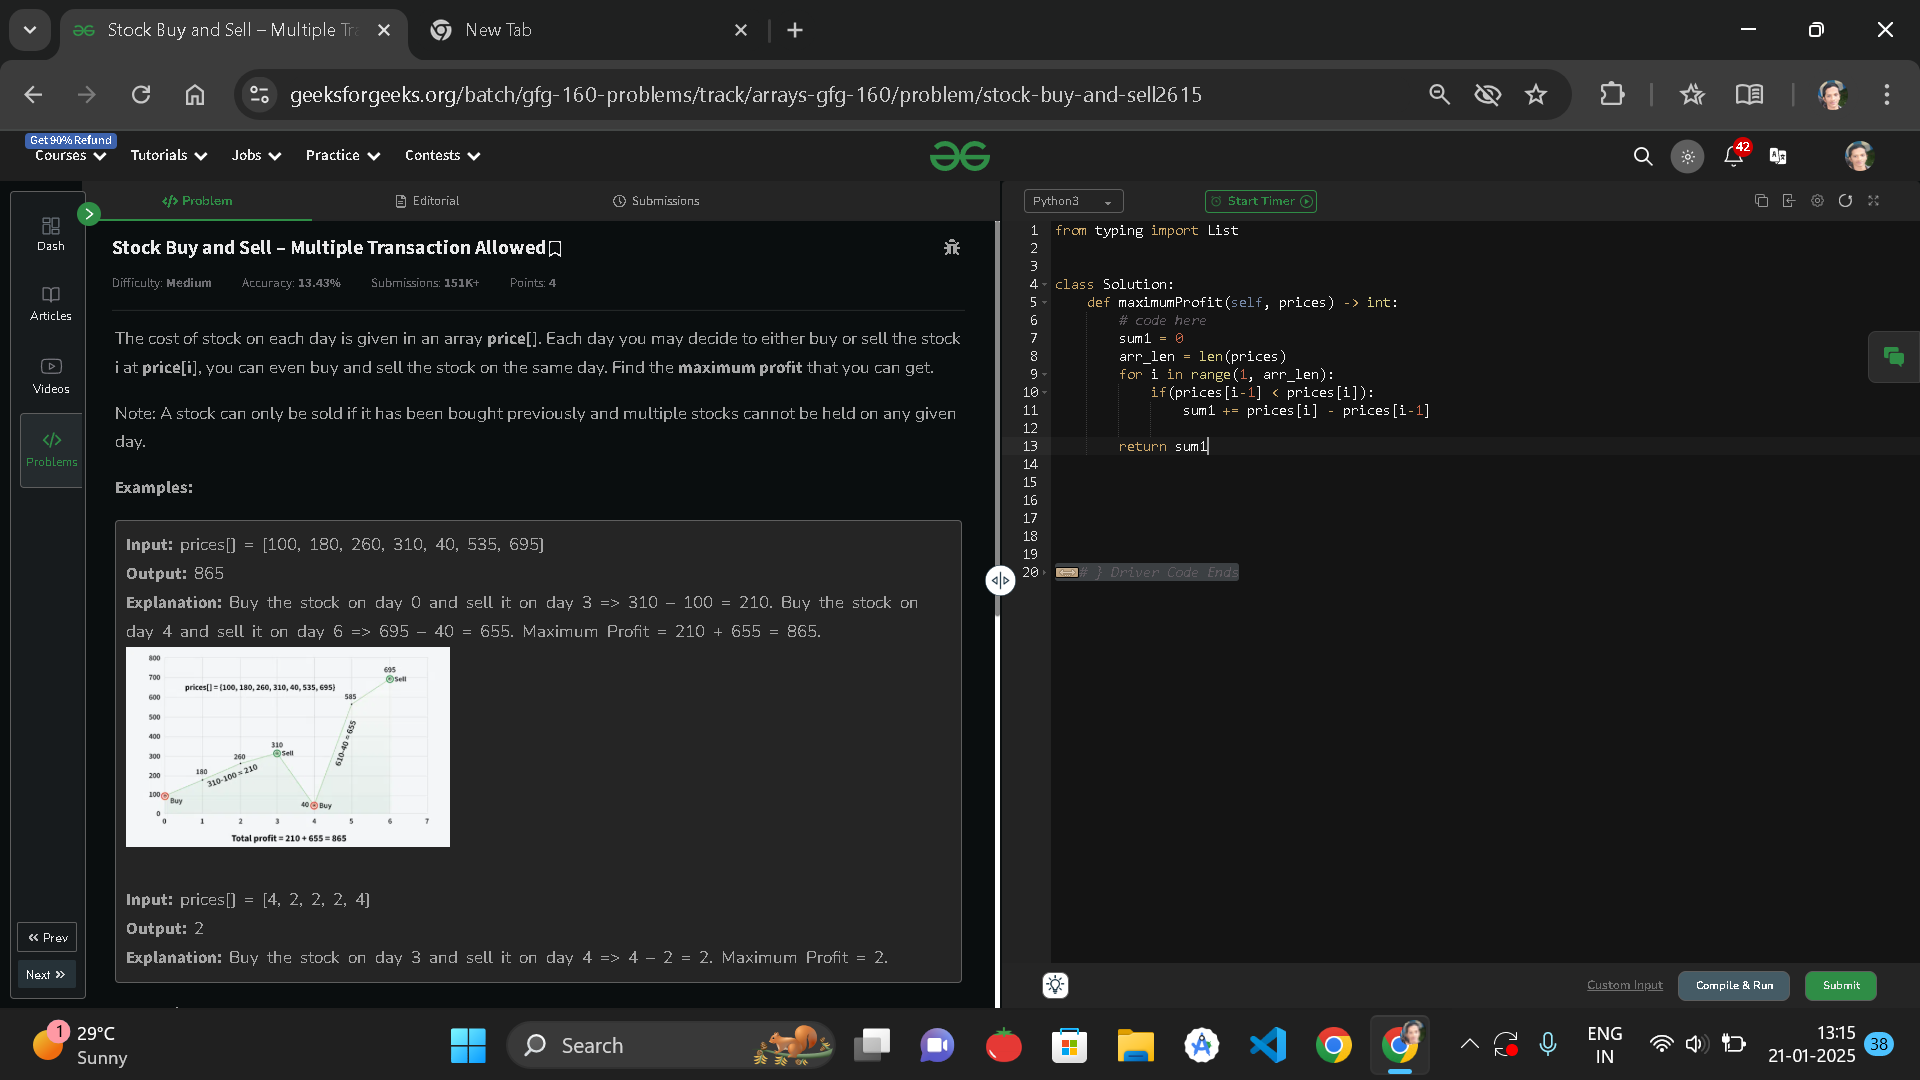 Stock Buy and Sell – Multiple Tra
New Tab
geeksforgeeks.org/batch/gfg-160-problems/track/arrays-gfg-160/problem/stock-buy-and-sell2615
Get 90% Refund
Courses
Tutorials
Jobs
Practice
Contests
42
Dash
Articles
Videos
Problems
Prev
Next
Problem
Editorial
Submissions
Stock Buy and Sell – Multiple Transaction Allowed
Difficulty: Medium Accuracy: 13.43% Submissions: 151K+ Points: 4
The cost of stock on each day is given in an array price[]. Each day you may decide to either buy or sell the stock
i at price[i], you can even buy and sell the stock on the same day. Find the maximum profit that you can get.
Note: A stock can only be sold if it has been bought previously and multiple stocks cannot be held on any given
day.
Examples:
Input: prices[] = [100, 180, 260, 310, 40, 535, 695]
Output: 865
Explanation: Buy the stock on day 0 and sell it on day 3 => 310 – 100 = 210. Buy the stock on
day 4 and sell it on day 6 => 695 – 40 = 655. Maximum Profit = 210 + 655 = 865.
800
700
600
500
400
300
200
100
0
prices[] = {100, 180, 260, 310, 40, 535, 695}
695
Sell
585
310
Sell
260
180
310-100 = 210
610-40 = 655
Buy
40
Buy
0 1 2 3 4 5 6 7
Total profit = 210 + 655 = 865
Input: prices[] = [4, 2, 2, 2, 4]
Output: 2
Explanation: Buy the stock on day 3 and sell it on day 4 => 4 – 2 = 2. Maximum Profit = 2.
Python3
Start Timer
1 from typing import List
2
3
4 class Solution:
5 def maximumProfit(self, prices) -> int:
6 # code here
7 sum1 = 0
8 arr_len = len(prices)
9 for i in range(1, arr_len):
10 if(prices[i-1] < prices[i]):
11 sum1 += prices[i] - prices[i-1]
12
13 return sum1
14
15
16
17
18
19
20 # } Driver Code Ends
Custom Input
Compile & Run
Submit
1
29°C
Sunny
Search
ENG
IN
13:15
21-01-2025
38